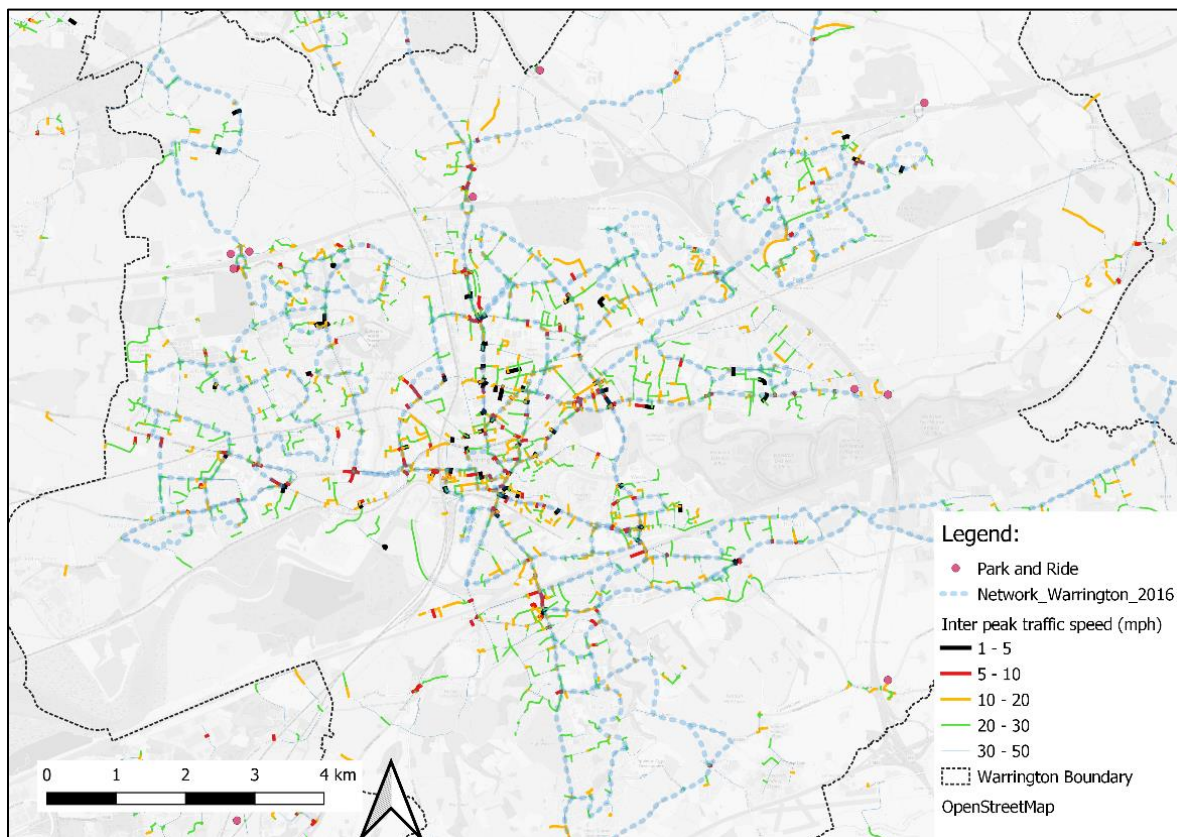 Legend:
Park and Ride
Network_Warrington_2016
Inter peak traffic speed (mph)
1 - 5
5 - 10
10 - 20
20 - 30
30 - 50
Warrington Boundary
OpenStreetMap
0 1 2 3 4 km